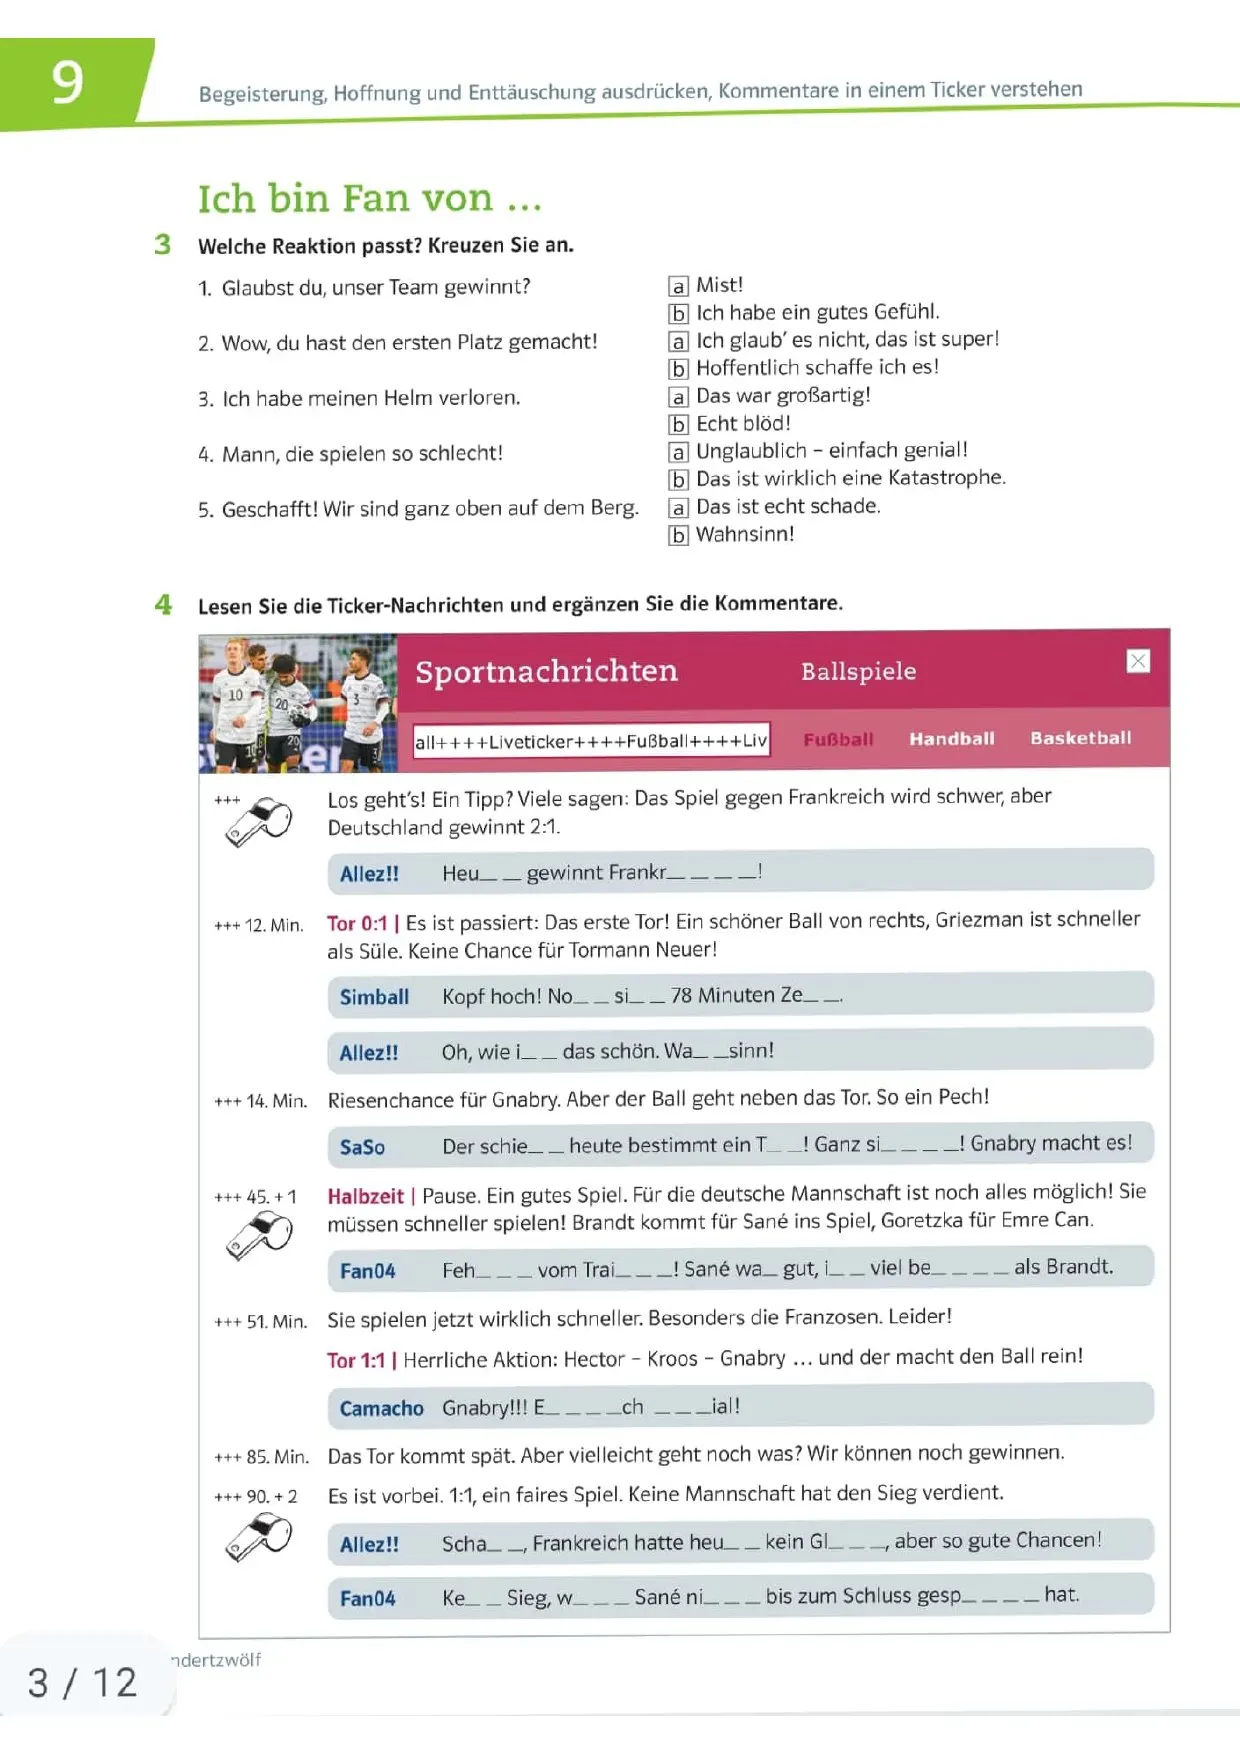 9
Begeisterung, Hoffnung und Enttäuschung ausdrücken, Kommentare in einem Ticker verstehen
Ich bin Fan von ...
3 Welche Reaktion passt? Kreuzen Sie an.
1. Glaubst du, unser Team gewinnt?
a Mist!
b Ich habe ein gutes Gefühl.
2. Wow, du hast den ersten Platz gemacht!
a Ich glaub' es nicht, das ist super!
b Hoffentlich schaffe ich es!
3. Ich habe meinen Helm verloren.
a Das war großartig!
b Echt blöd!
4. Mann, die spielen so schlecht!
a Unglaublich – einfach genial!
b Das ist wirklich eine Katastrophe.
5. Geschafft! Wir sind ganz oben auf dem Berg.
a Das ist echt schade.
b Wahnsinn!
4 Lesen Sie die Ticker-Nachrichten und ergänzen Sie die Kommentare.
Sportnachrichten Ballspiele
all++++Liveticker++++Fußball++++Liv Fußball Handball Basketball
10 20 3
+++ Los geht's! Ein Tipp? Viele sagen: Das Spiel gegen Frankreich wird schwer, aber
Deutschland gewinnt 2:1.
Allez!! Heu_ _ gewinnt Frankr_ _ _ _!
+++ 12. Min. Tor 0:1 | Es ist passiert: Das erste Tor! Ein schöner Ball von rechts, Griezman ist schneller
als Süle. Keine Chance für Tormann Neuer!
Simball Kopf hoch! No_ _ si_ _ 78 Minuten Ze_ _.
Allez!! Oh, wie i_ _ das schön. Wa_ _sinn!
+++ 14. Min. Riesenchance für Gnabry. Aber der Ball geht neben das Tor. So ein Pech!
SaSo Der schie_ _ heute bestimmt ein T_ _! Ganz si_ _ _ _! Gnabry macht es!
+++ 45. + 1 Halbzeit | Pause. Ein gutes Spiel. Für die deutsche Mannschaft ist noch alles möglich! Sie
müssen schneller spielen! Brandt kommt für Sané ins Spiel, Goretzka für Emre Can.
Fan04 Feh_ _ _ vom Trai_ _ _! Sané wa_ gut, i_ _ viel be_ _ _ _ als Brandt.
+++ 51. Min. Sie spielen jetzt wirklich schneller. Besonders die Franzosen. Leider!
Tor 1:1 | Herrliche Aktion: Hector – Kroos – Gnabry ... und der macht den Ball rein!
Camacho Gnabry!!! E_ _ _ _ch _ _ _ial!
+++ 85. Min. Das Tor kommt spät. Aber vielleicht geht noch was? Wir können noch gewinnen.
+++ 90. + 2 Es ist vorbei. 1:1, ein faires Spiel. Keine Mannschaft hat den Sieg verdient.
Allez!! Scha_ _, Frankreich hatte heu_ _ kein Gl_ _ _, aber so gute Chancen!
Fan04 Ke_ _ Sieg, w_ _ _ Sané ni_ _ _ bis zum Schluss gesp_ _ _ _ hat.
ndertzwölf
3 / 12